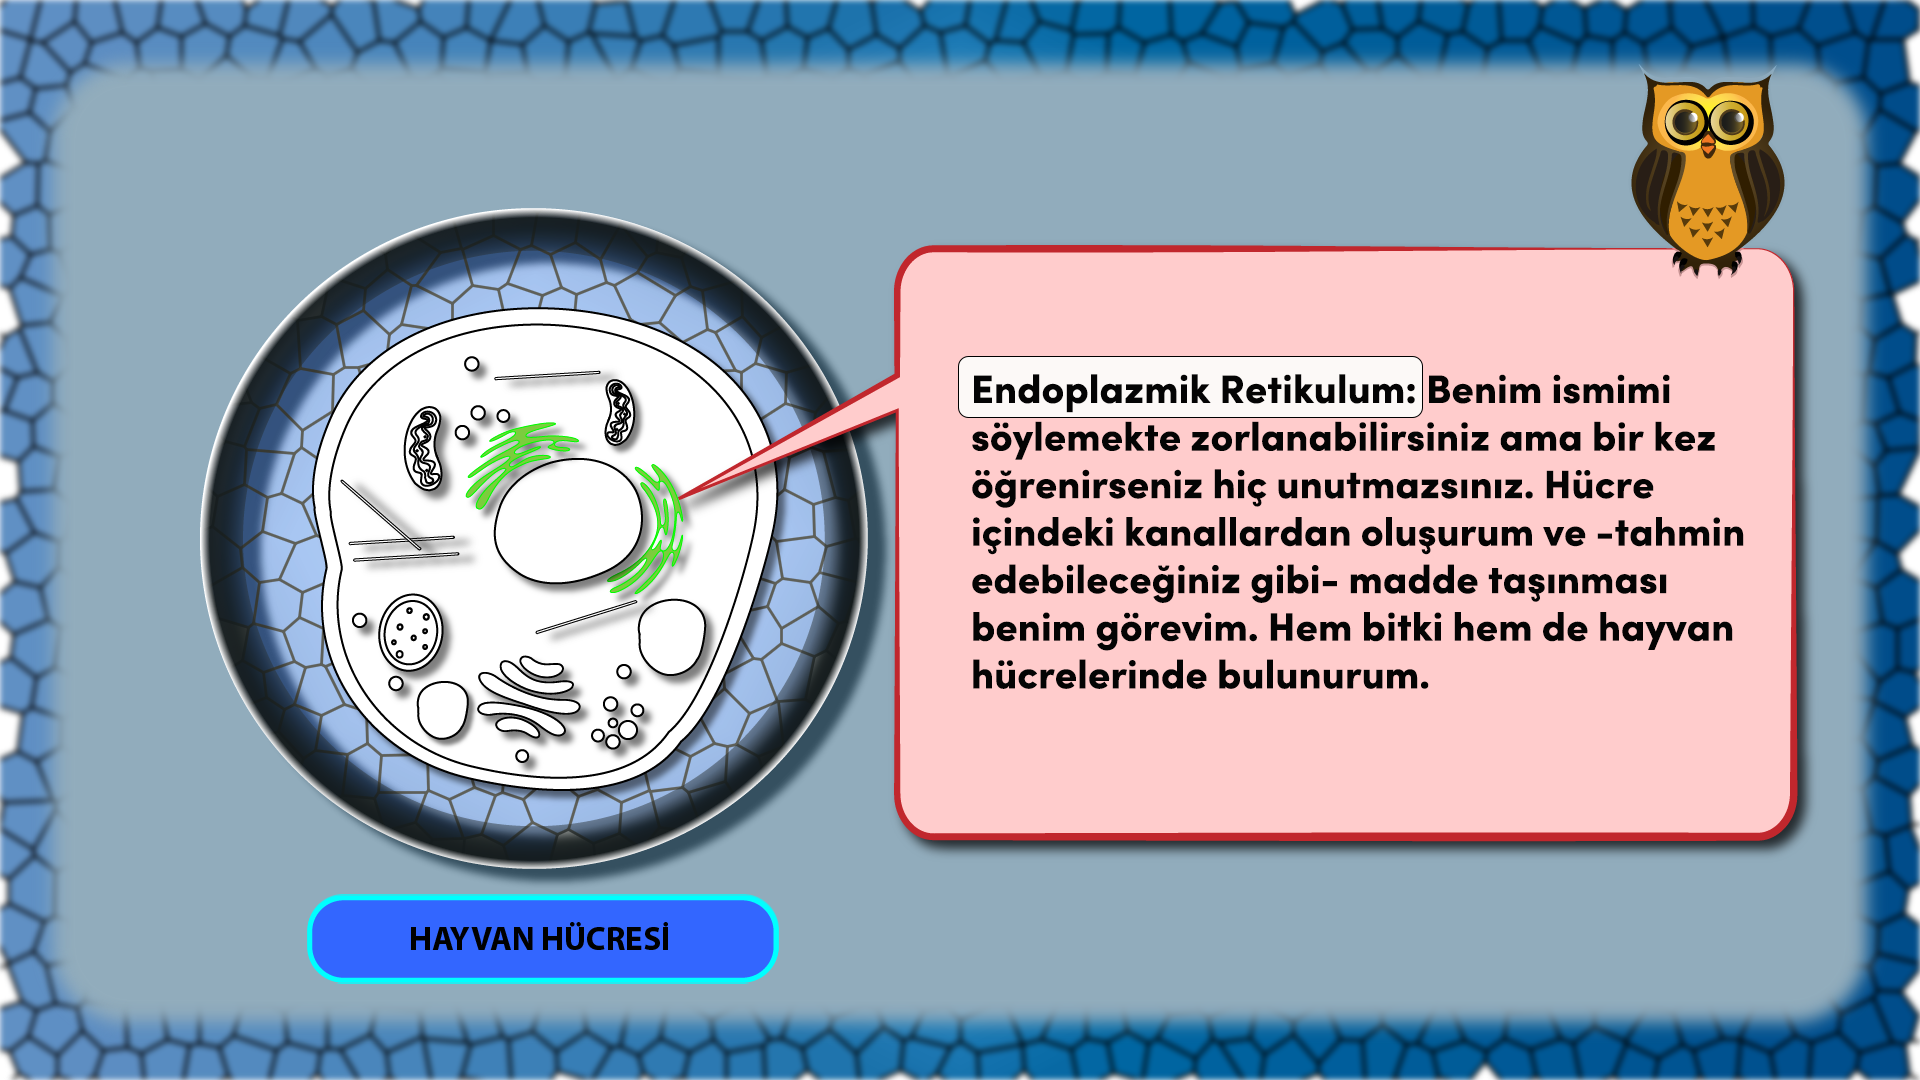 Endoplazmik Retikulum: Benim ismimi
söylemekte zorlanabilirsiniz ama bir kez
öğrenirseniz hiç unutmazsınız. Hücre
içindeki kanallardan oluşurum ve -tahmin
edebileceğiniz gibi- madde taşınması
benim görevim. Hem bitki hem de hayvan
hücrelerinde bulunurum.
HAYVAN HÜCRESİ